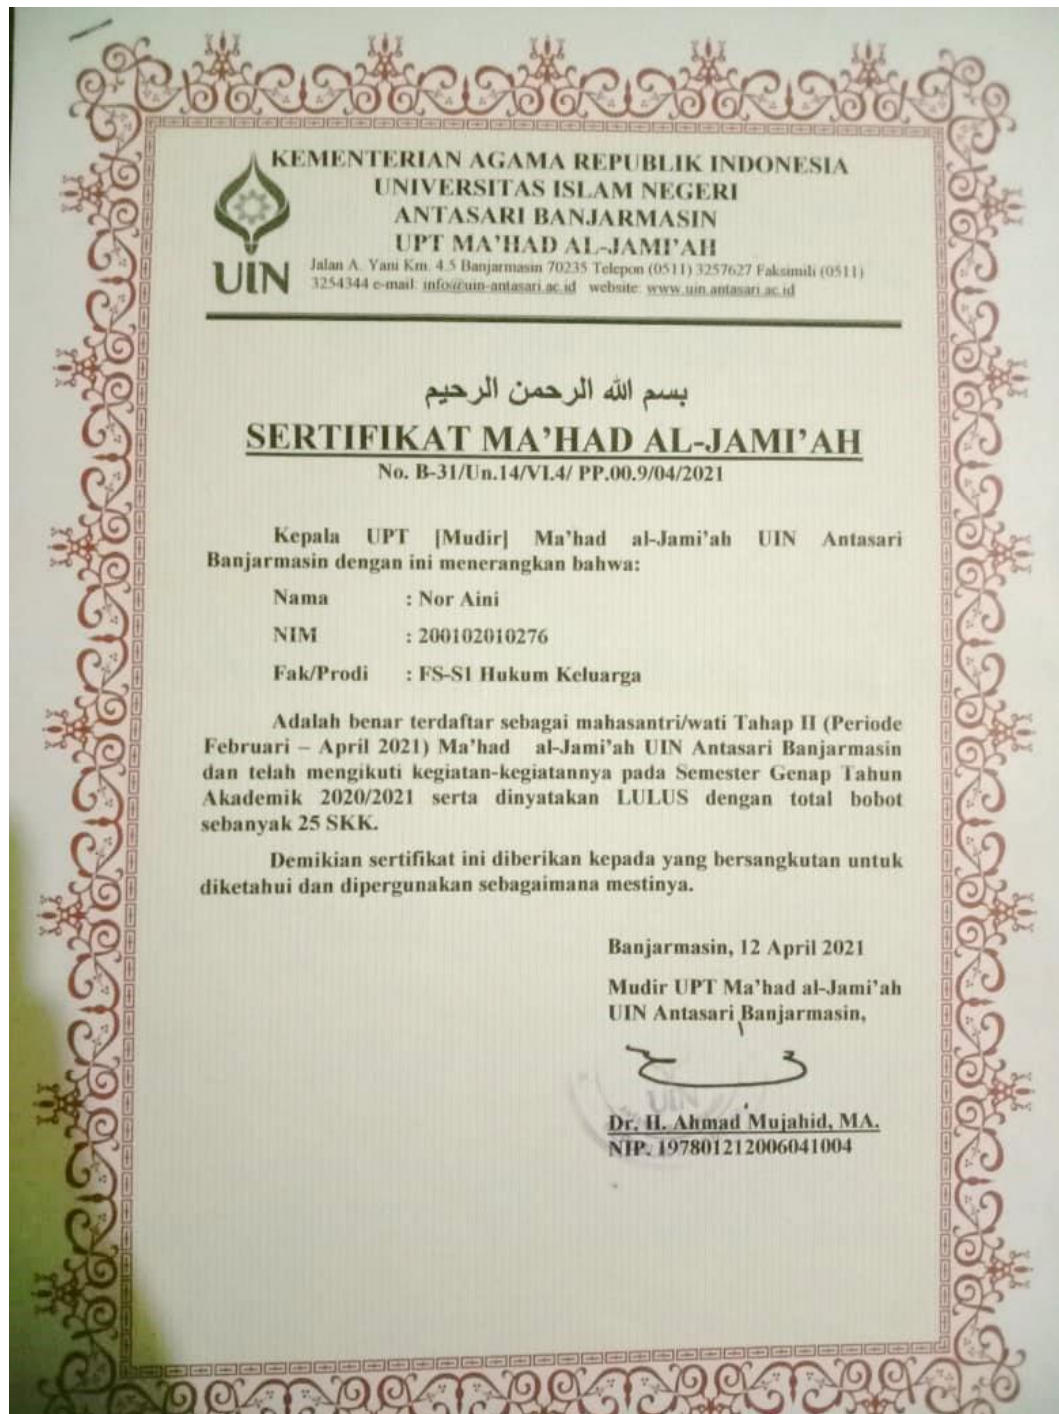 KEMENTERIAN AGAMA REPUBLIK INDONESIA
UNIVERSITAS ISLAM NEGERI
ANTASARI BANJARMASIN
UPT MA'HAD AL-JAMI'AH
UIN
Jalan A. Yani Km. 4.5 Banjarmasin 70235 Telepon (0511) 3257627 Faksimili (0511)
3254344 e-mail: info@uin-antasari.ac.id website: www.uin.antasari.ac.id
بسم الله الرحمن الرحيم
SERTIFIKAT MA'HAD AL-JAMI'AH
No. B-31/Un.14/VI.4/ PP.00.9/04/2021
Kepala UPT [Mudir] Ma'had al-Jami'ah UIN Antasari
Banjarmasin dengan ini menerangkan bahwa:
Nama : Nor Aini
NIM : 200102010276
Fak/Prodi : FS-S1 Hukum Keluarga
Adalah benar terdaftar sebagai mahasantri/wati Tahap II (Periode
Februari – April 2021) Ma'had al-Jami'ah UIN Antasari Banjarmasin
dan telah mengikuti kegiatan-kegiatannya pada Semester Genap Tahun
Akademik 2020/2021 serta dinyatakan LULUS dengan total bobot
sebanyak 25 SKK.
Demikian sertifikat ini diberikan kepada yang bersangkutan untuk
diketahui dan dipergunakan sebagaimana mestinya.
Banjarmasin, 12 April 2021
Mudir UPT Ma'had al-Jami'ah
UIN Antasari Banjarmasin,
UIN
Dr. H. Ahmad Mujahid, MA.
NIP. 197801212006041004